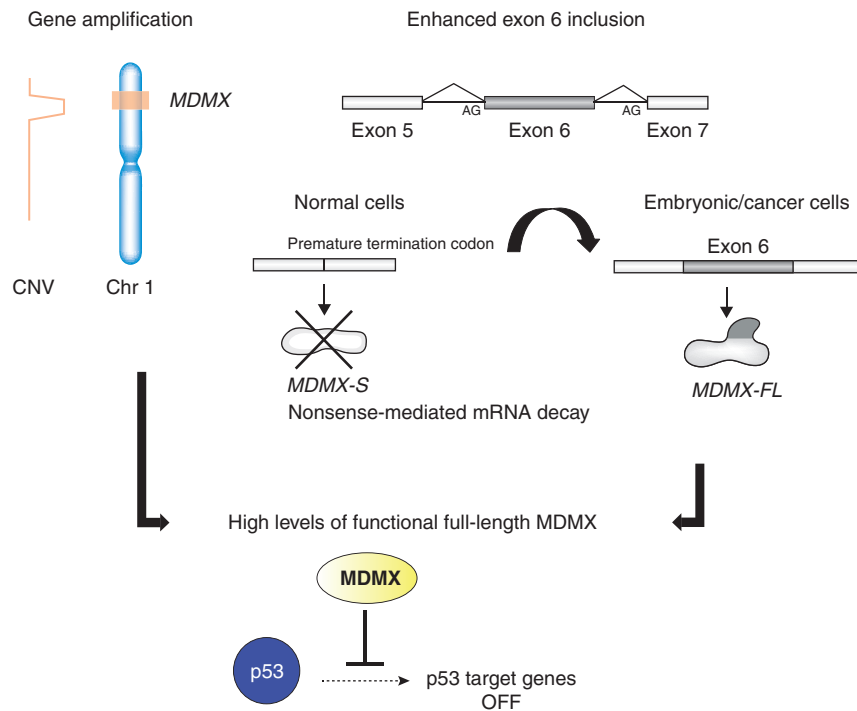 Gene amplification
Enhanced exon 6 inclusion
MDMX
AG
AG
Exon 5
Exon 6
Exon 7
Normal cells
Embryonic/cancer cells
Premature termination codon
Exon 6
CNV
Chr 1
MDMX-S
MDMX-FL
Nonsense-mediated mRNA decay
High levels of functional full-length MDMX
MDMX
p53
p53 target genes
OFF